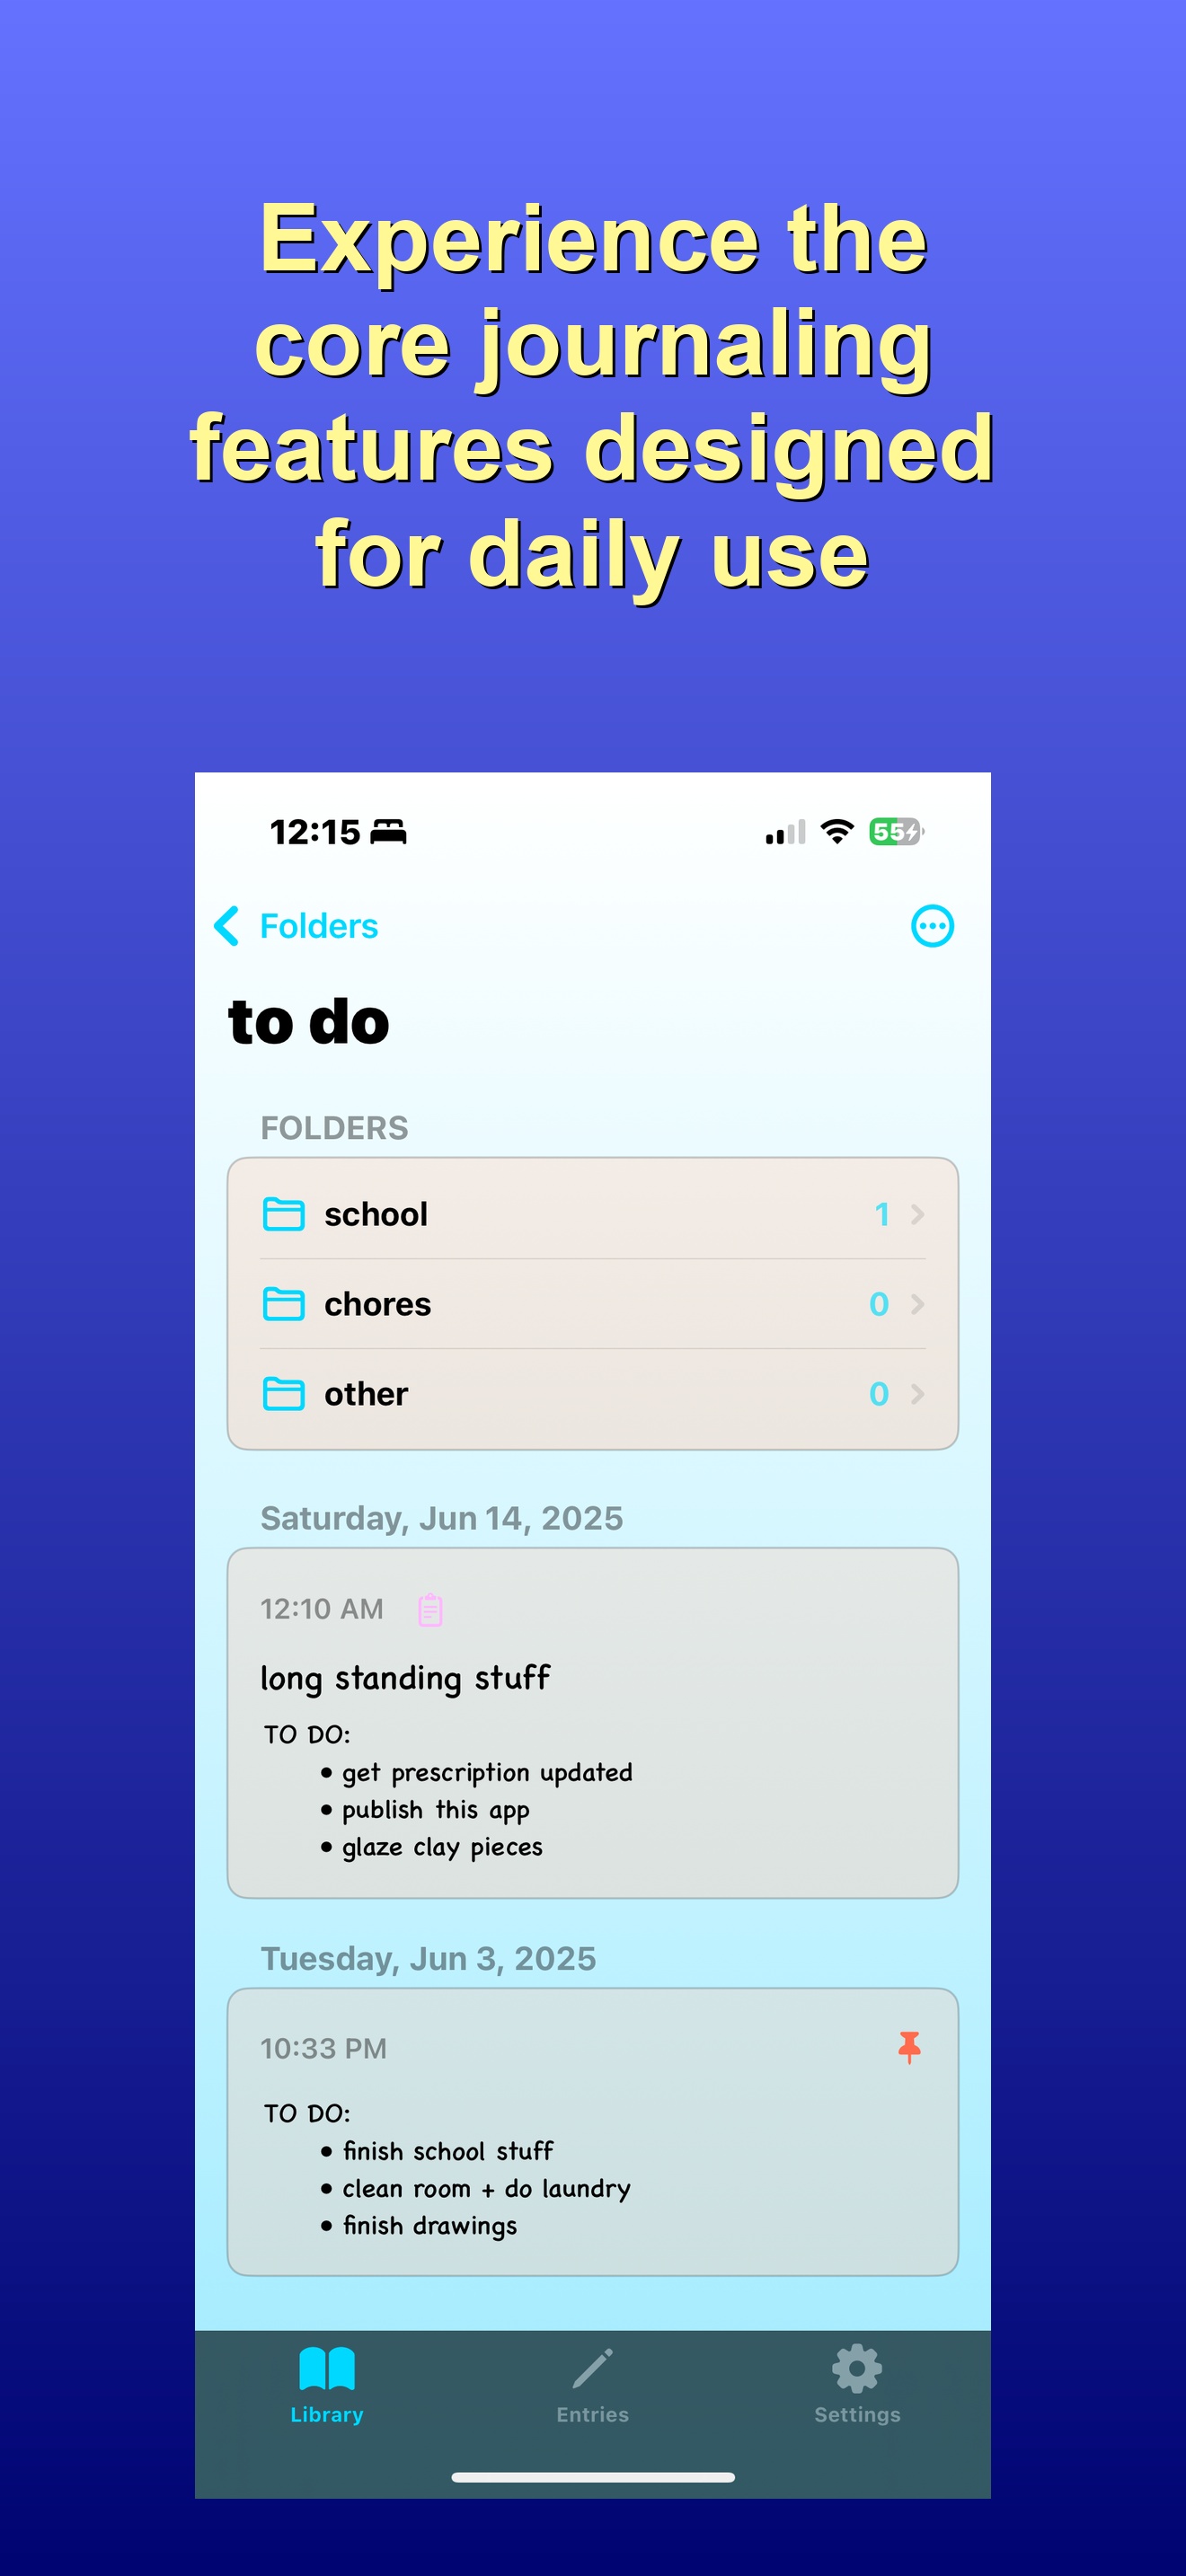 Experience the
core journaling
features designed
for daily use
12:15
55
Folders
to do
FOLDERS
school 1
chores 0
other 0
Saturday, Jun 14, 2025
12:10 AM
long standing stuff
TO DO:
• get prescription updated
• publish this app
• glaze clay pieces
Tuesday, Jun 3, 2025
10:33 PM
TO DO:
• finish school stuff
• clean room + do laundry
• finish drawings
Library Entries Settings